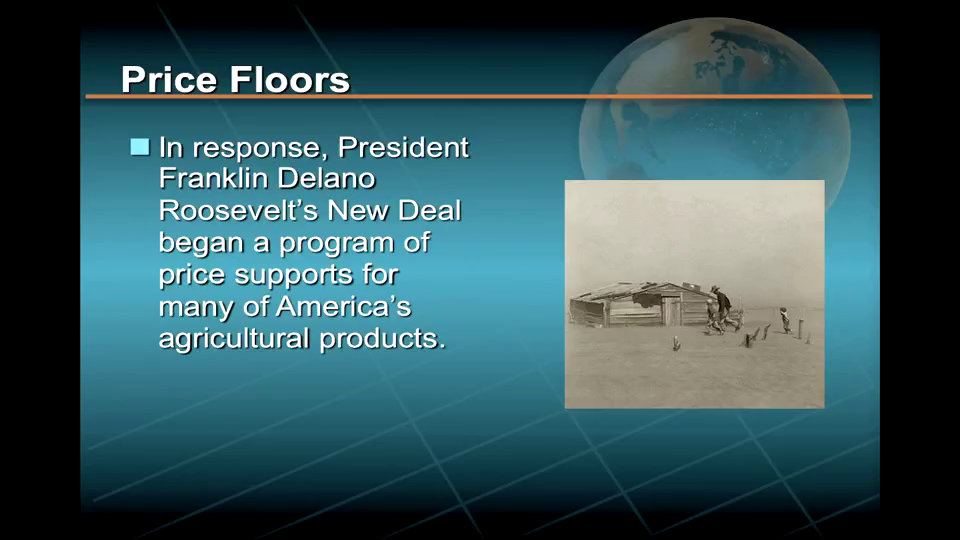 Price Floors
In response, President
Franklin Delano
Roosevelt’s New Deal
began a program of
price supports for
many of America’s
agricultural products.